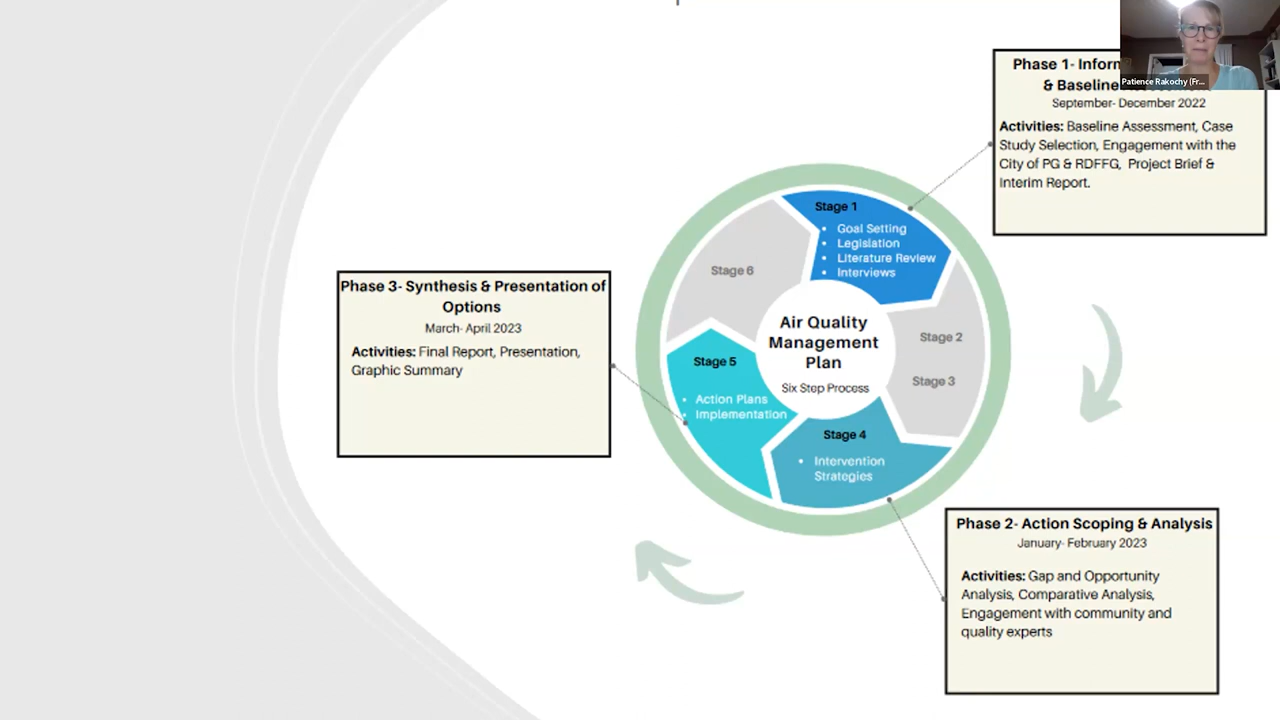 Patience Rakochy (Fr...
Phase 1- Inform
& Baseline
September- December 2022
Activities: Baseline Assessment, Case
Study Selection, Engagement with the
City of PG & RDFFG, Project Brief &
Interim Report.
Stage 1
• Goal Setting
• Legislation
• Literature Review
• Interviews
Stage 6
Stage 2
Stage 3
Air Quality
Management
Plan
Six Step Process
Stage 5
• Action Plans
• Implementation
Stage 4
• Intervention
Strategies
Phase 3- Synthesis & Presentation of
Options
March- April 2023
Activities: Final Report, Presentation,
Graphic Summary
Phase 2- Action Scoping & Analysis
January- February 2023
Activities: Gap and Opportunity
Analysis, Comparative Analysis,
Engagement with community and
quality experts